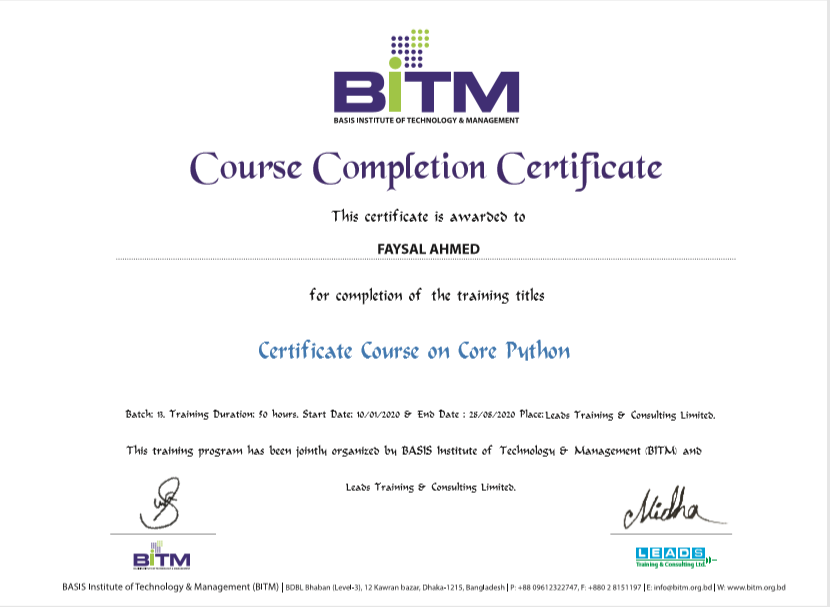 BiTM
BASIS INSTITUTE OF TECHNOLOGY & MANAGEMENT
Course Completion Certificate
This certificate is awarded to
FAYSAL AHMED
for completion of the training titles
Certificate Course on Core Python
Batch: 13. Training Duration: 50 hours. Start Date: 10/01/2020 & End Date : 28/08/2020 Place: Leads Training & Consulting Limited.
This training program has been jointly organized by BASIS Institute of Technology & Management (BITM) and
Leads Training & Consulting Limited.
Midha
BiTM
LEADS
Training & Consulting Ltd.
BASIS Institute of Technology & Management (BITM) | BDBL Bhaban (Level-3), 12 Kawran bazar, Dhaka-1215, Bangladesh | P: +88 09612322747, F: +880 2 8151197 | E: info@bitm.org.bd | W: www.bitm.org.bd